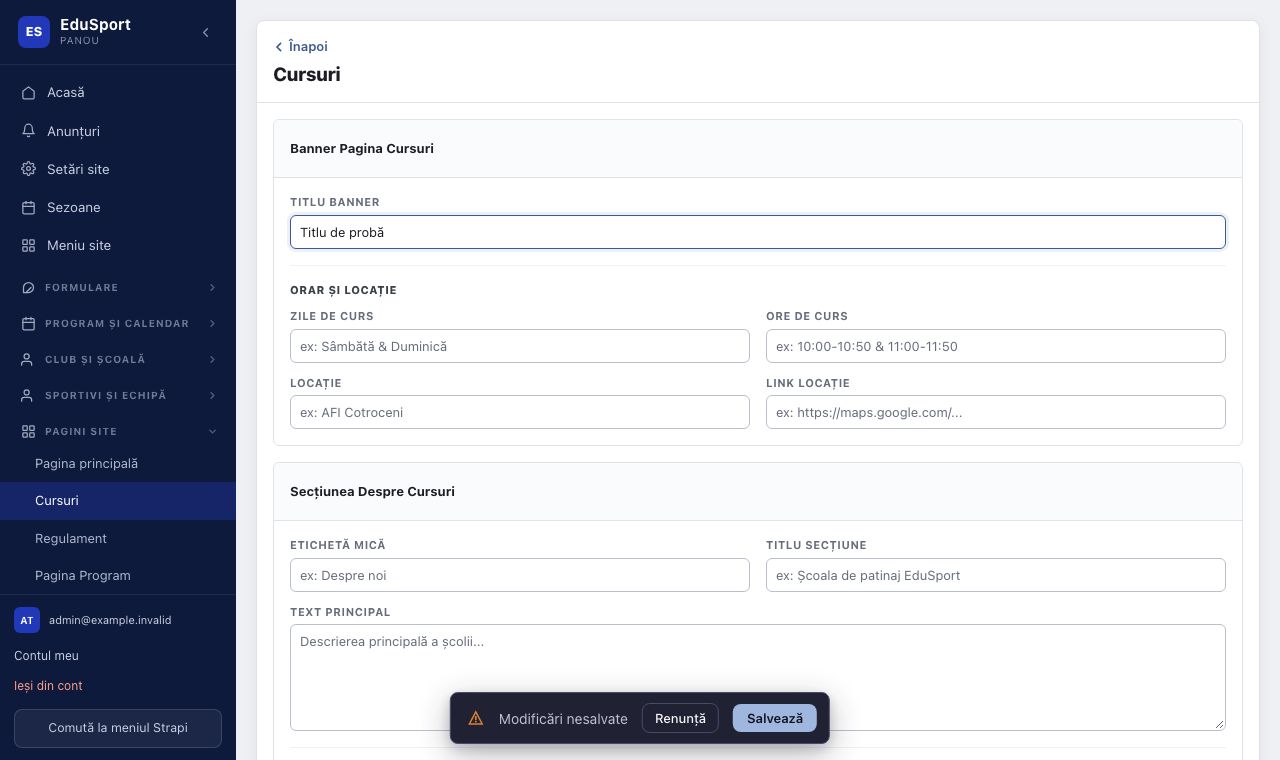 ES
EduSport
PANOU
Acasă
Anunțuri
Setări site
Sezoane
Meniu site
FORMULARE
PROGRAM ȘI CALENDAR
CLUB ȘI ȘCOALĂ
SPORTIVI ȘI ECHIPĂ
PAGINI SITE
Pagina principală
Cursuri
Regulament
Pagina Program
AT admin@example.invalid
Contul meu
Ieși din cont
Comută la meniul Strapi
Înapoi
Cursuri
Banner Pagina Cursuri
TITLU BANNER
Titlu de probă
ORAR ȘI LOCAȚIE
ZILE DE CURS
ex: Sâmbătă & Duminică
ORE DE CURS
ex: 10:00-10:50 & 11:00-11:50
LOCAȚIE
ex: AFI Cotroceni
LINK LOCAȚIE
ex: https://maps.google.com/...
Secțiunea Despre Cursuri
ETICHETĂ MICĂ
ex: Despre noi
TITLU SECȚIUNE
ex: Școala de patinaj EduSport
TEXT PRINCIPAL
Descrierea principală a școlii...
Modificări nesalvate
Renunță
Salvează